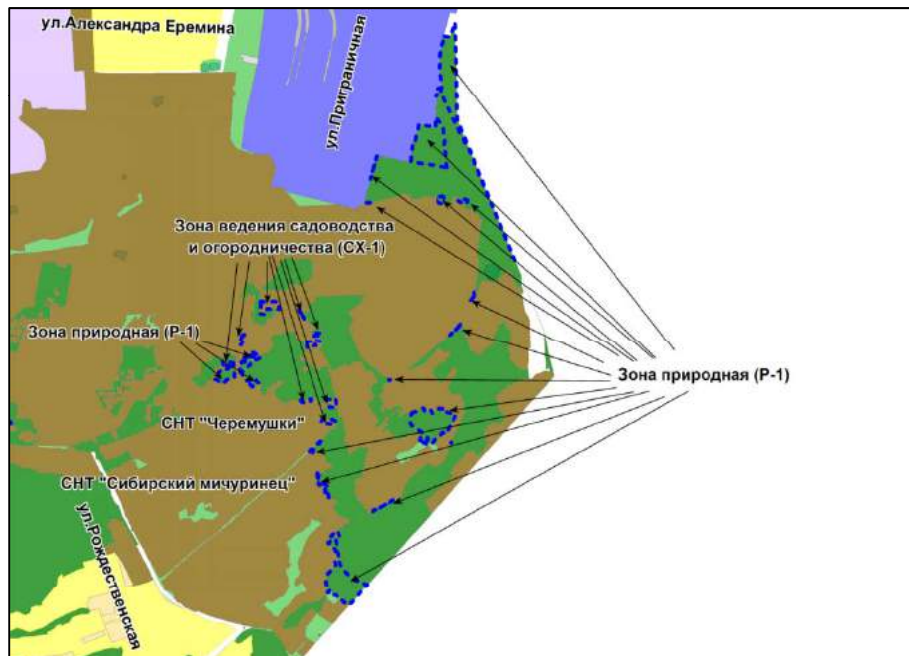 ул.Александра Еремина
ул.Приграничная
Зона ведения садоводства
и огородничества (СХ-1)
Зона природная (Р-1)
Зона природная (Р-1)
СНТ "Черемушки"
СНТ "Сибирский мичуринец"
ул.Рождественская